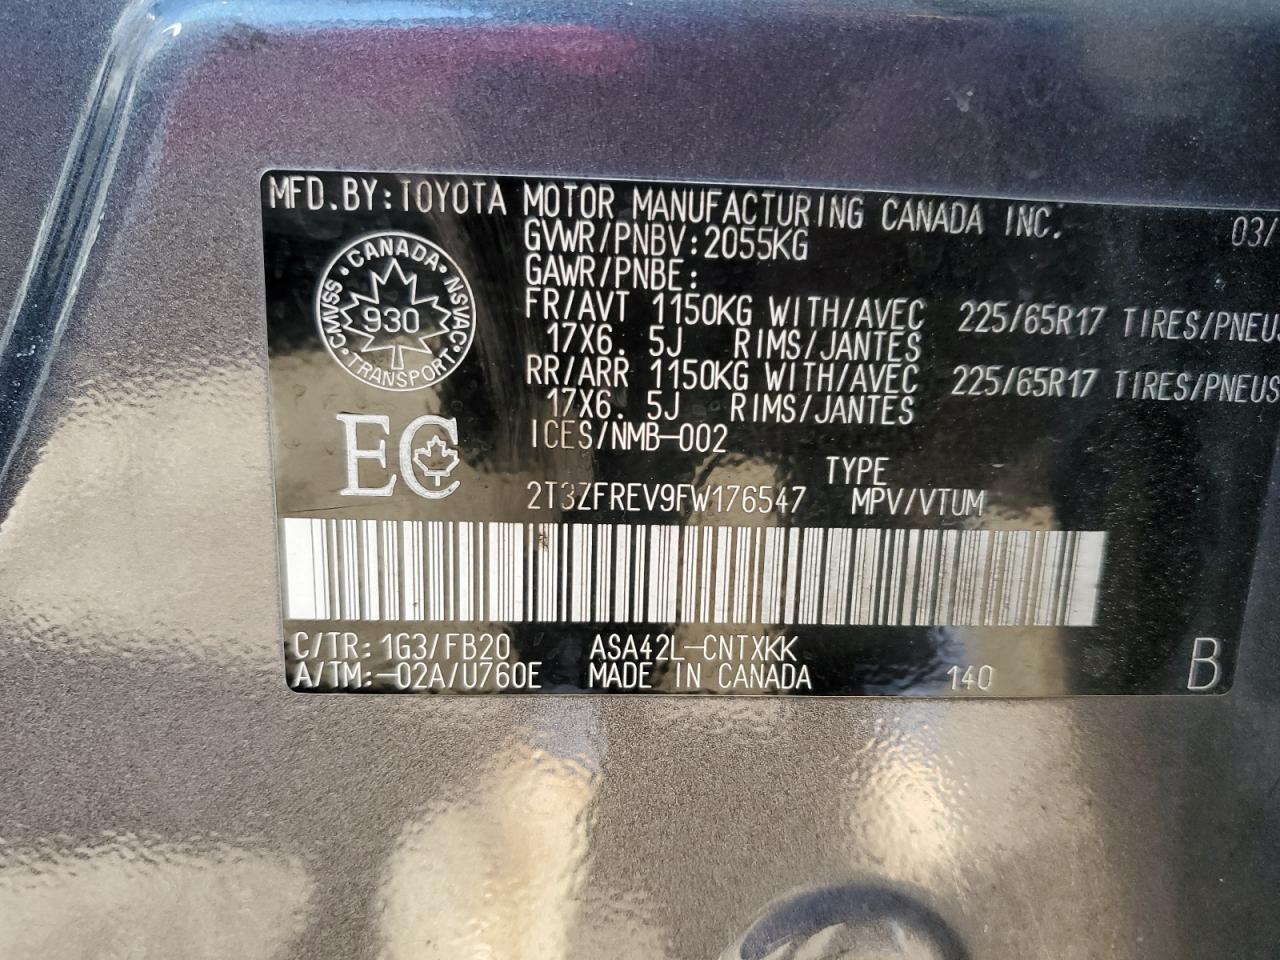 MFD.BY:TOYOTA MOTOR MANUFACTURING CANADA INC. 03/
GVWR/PNBV:2055KG
GAWR/PNBE:
FR/AVT 1150KG WITH/AVEC 225/65R17 TIRES/PNEUS
17X6. 5J RIMS/JANTES
RR/ARR 1150KG WITH/AVEC 225/65R17 TIRES/PNEUS
17X6. 5J RIMS/JANTES
ICES/NMB-002
CANADA · NSVAC · TRANSPORT · CMVSS ·
930
EC
TYPE
2T3ZFREV9FW176547 MPV/VTUM
C/TR:1G3/FB20 ASA42L-CNTXKK
A/TM:-02A/U760E MADE IN CANADA 140 B